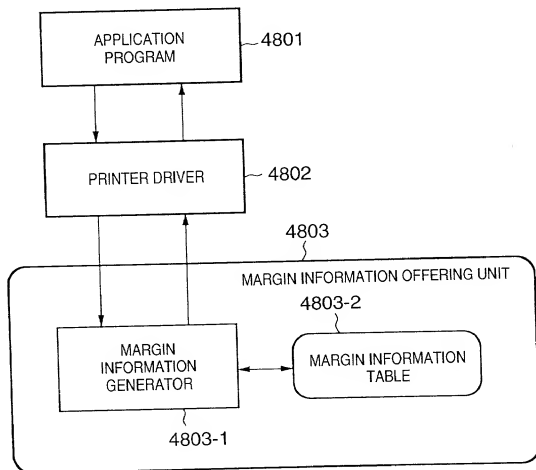 APPLICATION
PROGRAM
4801
PRINTER DRIVER
4802
4803
MARGIN INFORMATION OFFERING UNIT
4803-2
MARGIN
INFORMATION
GENERATOR
MARGIN INFORMATION
TABLE
4803-1